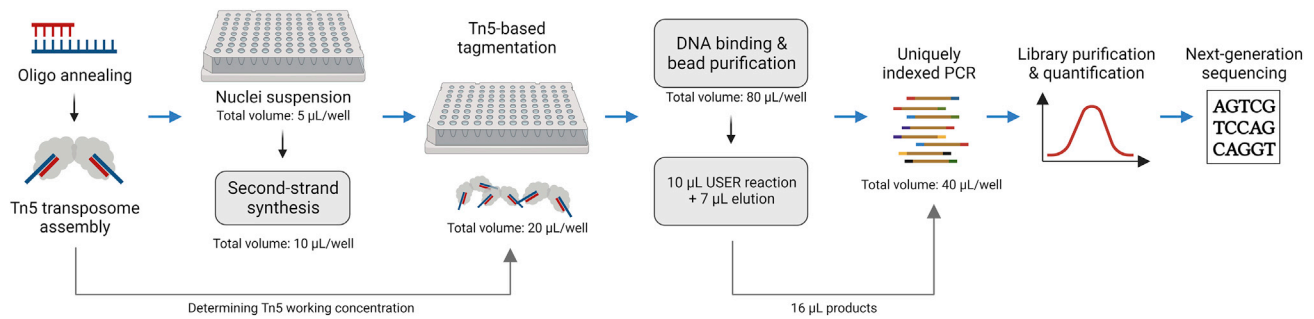 Oligo annealing
Tn5 transposome
assembly
Nuclei suspension
Total volume: 5 µL/well
Second-strand
synthesis
Total volume: 10 µL/well
Determining Tn5 working concentration
Tn5-based
tagmentation
Total volume: 20 µL/well
DNA binding &
bead purification
Total volume: 80 µL/well
10 µL USER reaction
+ 7 µL elution
16 µL products
Uniquely
indexed PCR
Total volume: 40 µL/well
Library purification
& quantification
Next-generation
sequencing
AGTCG
TCCAG
CAGGT